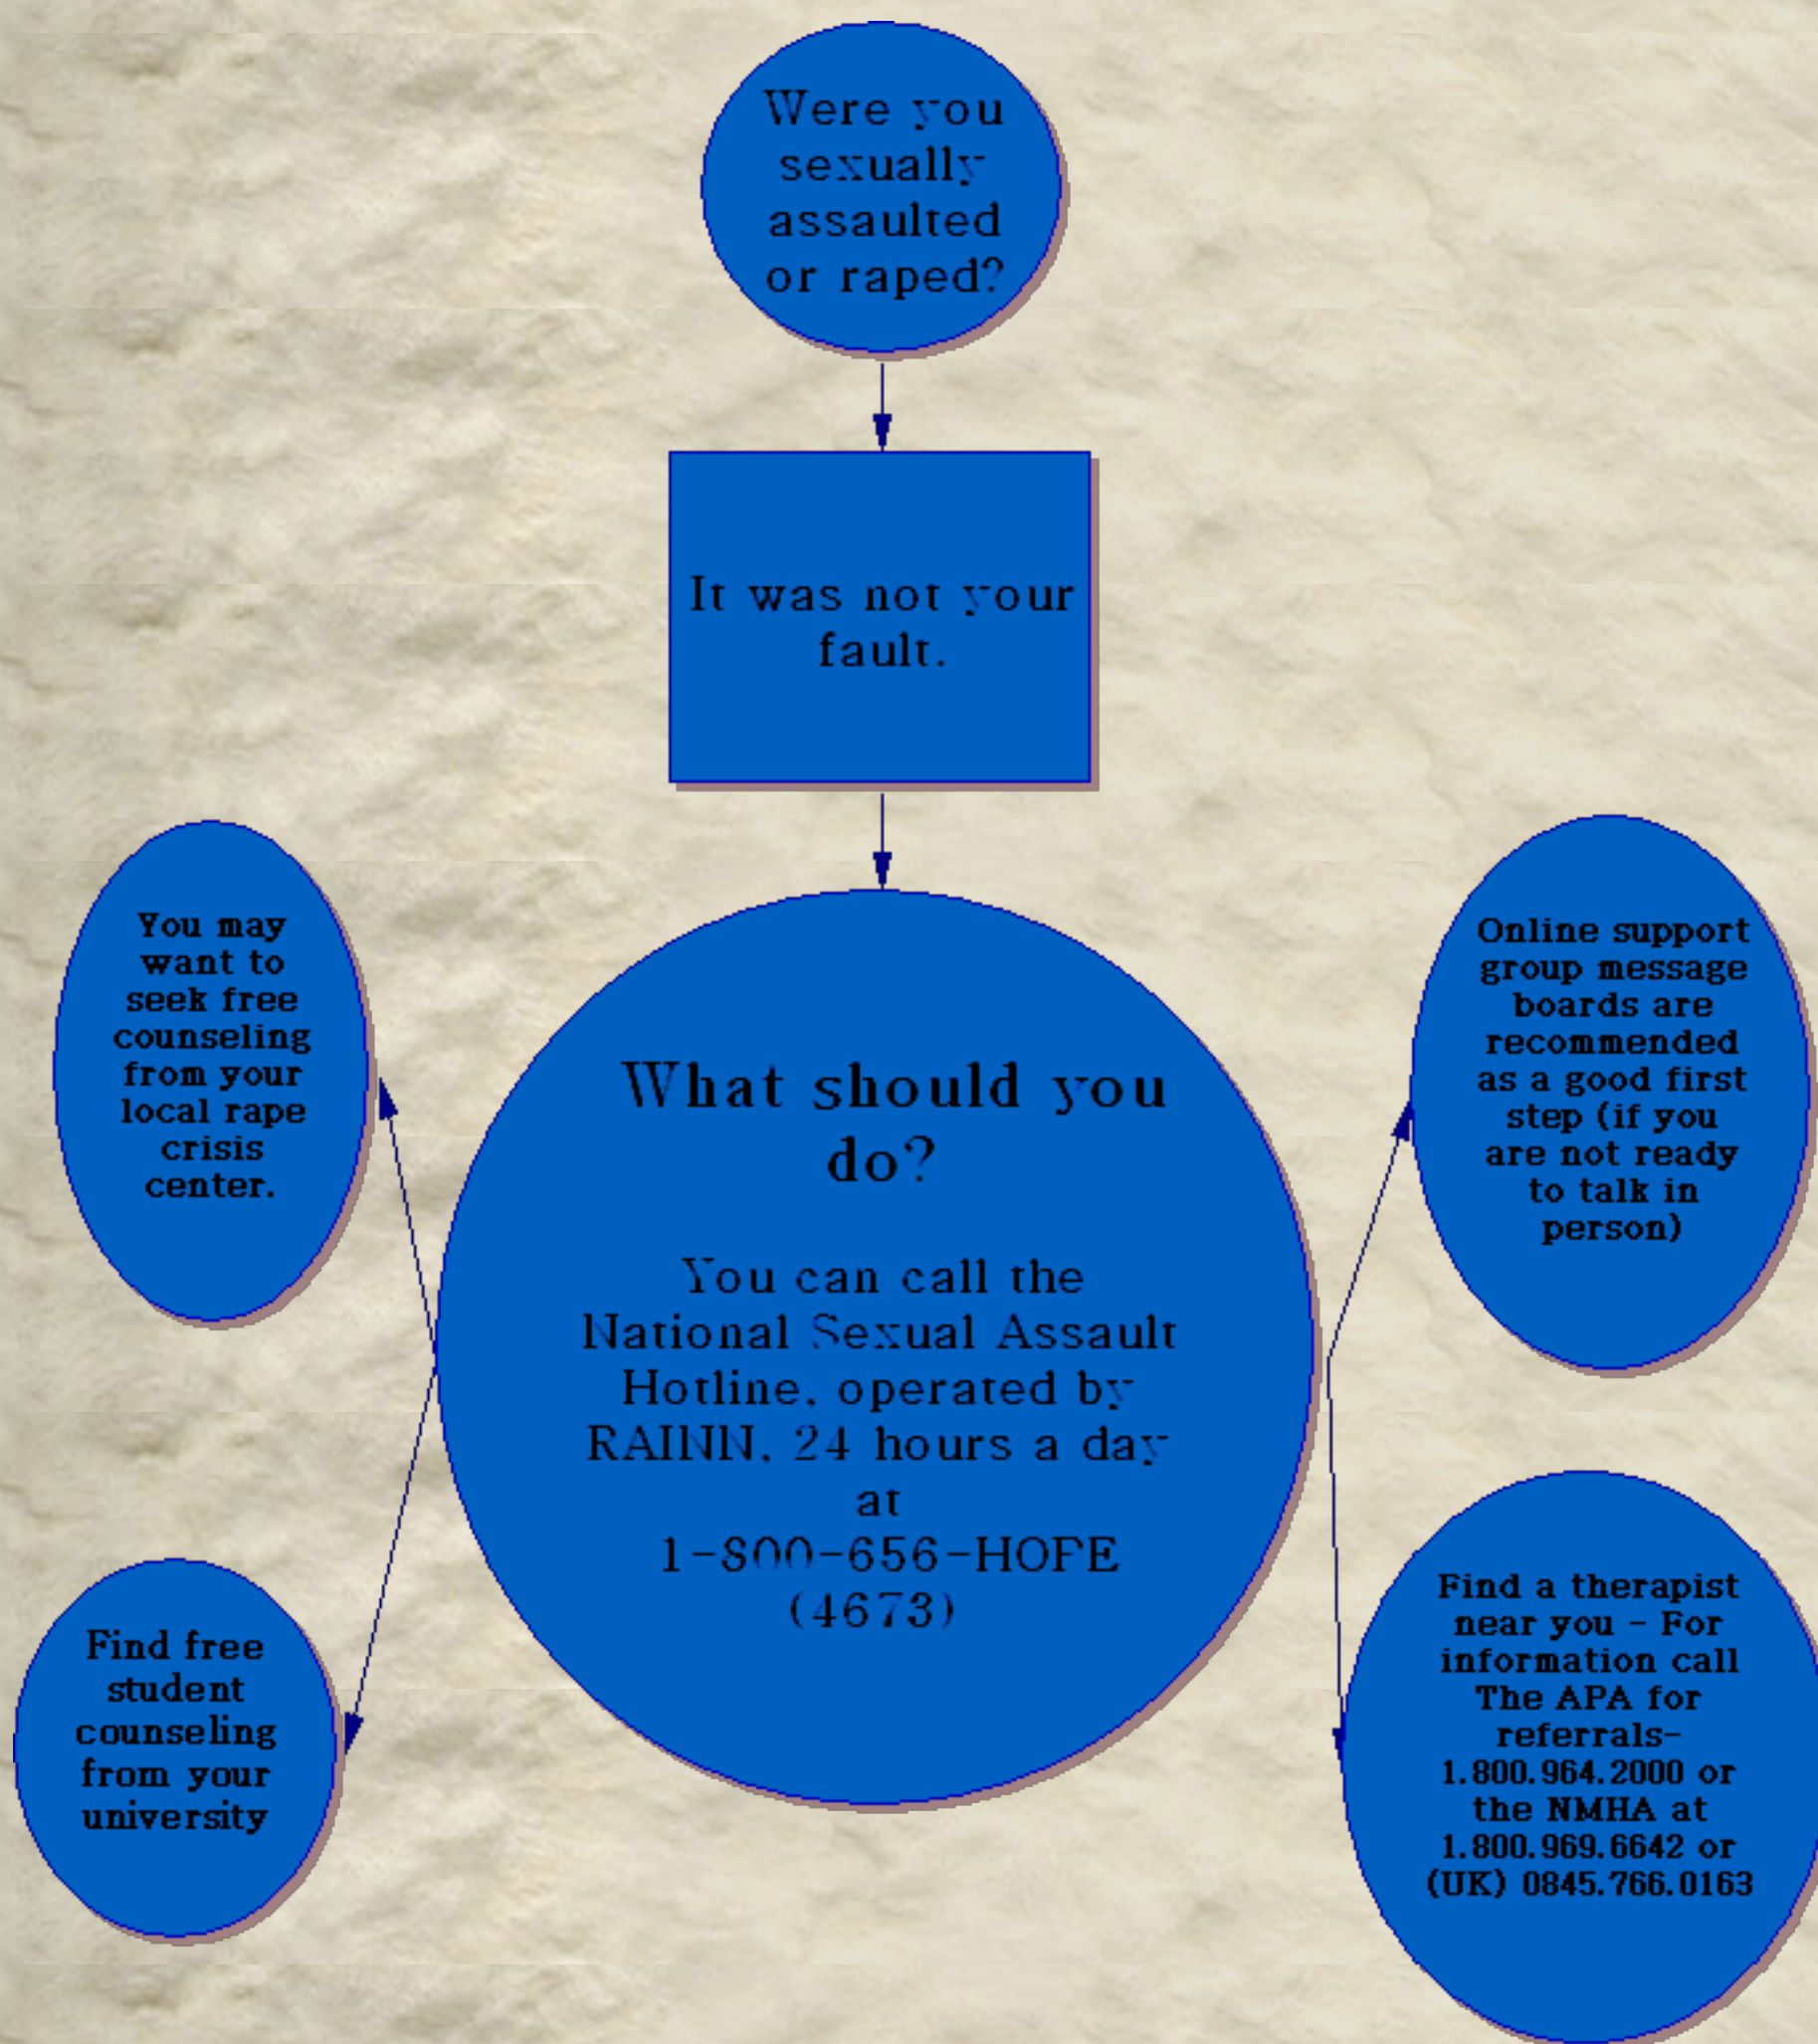 Were you
sexually
assaulted
or raped?
It was not your
fault.
What should you
do?
You can call the
National Sexual Assault
Hotline, operated by
RAINN, 24 hours a day
at
1-800-656-HOPE
(4673)
You may
want to
seek free
counseling
from your
local rape
crisis
center.
Find free
student
counseling
from your
university
Online support
group message
boards are
recommended
as a good first
step (if you
are not ready
to talk in
person)
Find a therapist
near you - For
information call
The APA for
referrals-
1.800.964.2000 or
the NMHA at
1.800.969.6642 or
(UK) 0845.766.0163